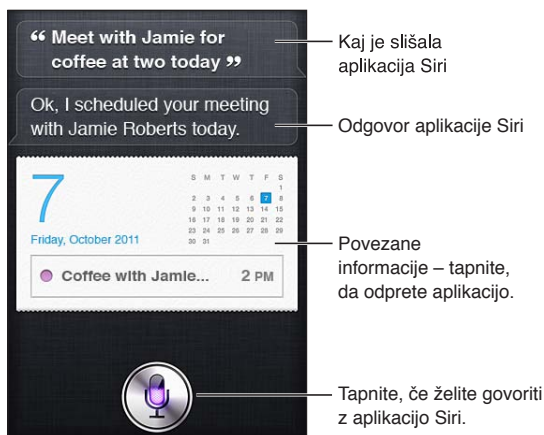 “ Meet with Jamie for
coffee at two today ”
Kaj je slišala
aplikacija Siri
Ok, I scheduled your meeting
with Jamie Roberts today.
Odgovor aplikacije Siri
7
Friday, October 2011
S M T W T F S
1
2 3 4 5 6 7 8
9 10 11 12 13 14 15
16 17 18 19 20 21 22
23 24 25 26 27 28 29
30 31
Coffee with Jamie... 2 PM
Povezane
informacije – tapnite,
da odprete aplikacijo.
Tapnite, če želite govoriti
z aplikacijo Siri.